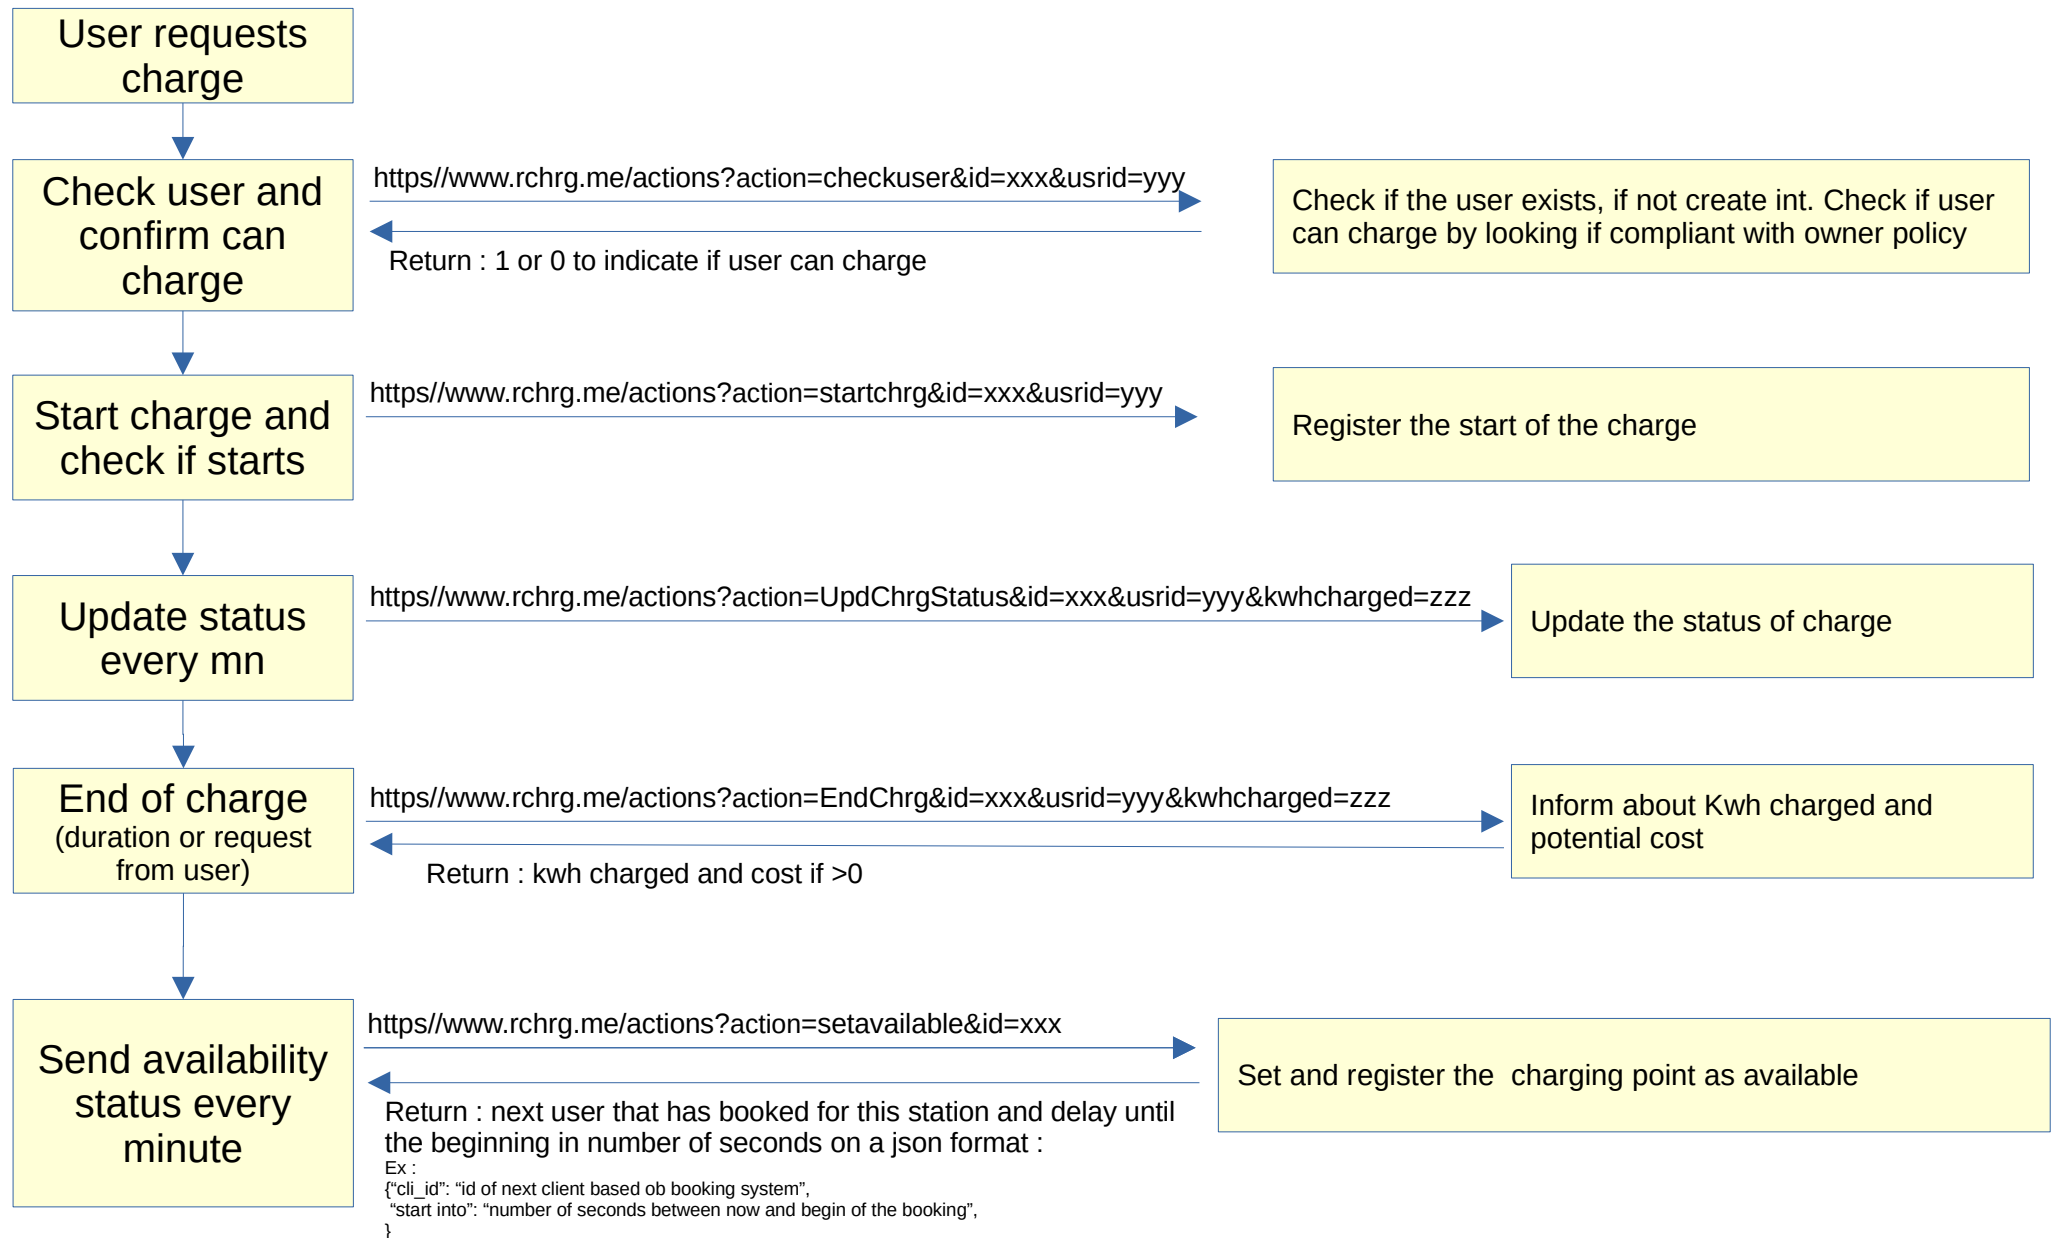 User requests
charge
Check user and
confirm can
charge
https//www.rchrg.me/actions?action=checkuser&id=xxx&usrid=yyy
Return : 1 or 0 to indicate if user can charge
Check if the user exists, if not create int. Check if user
can charge by looking if compliant with owner policy
Start charge and
check if starts
https//www.rchrg.me/actions?action=startchrg&id=xxx&usrid=yyy
Register the start of the charge
Update status
every mn
https//www.rchrg.me/actions?action=UpdChrgStatus&id=xxx&usrid=yyy&kwhcharged=zzz
Update the status of charge
End of charge
(duration or request
from user)
https//www.rchrg.me/actions?action=EndChrg&id=xxx&usrid=yyy&kwhcharged=zzz
Return : kwh charged and cost if >0
Inform about Kwh charged and
potential cost
Send availability
status every
minute
https//www.rchrg.me/actions?action=setavailable&id=xxx
Return : next user that has booked for this station and delay until
the beginning in number of seconds on a json format :
Ex :
{“cli_id”: “id of next client based ob booking system”,
“start into”: “number of seconds between now and begin of the booking”,
}
Set and register the  charging point as available